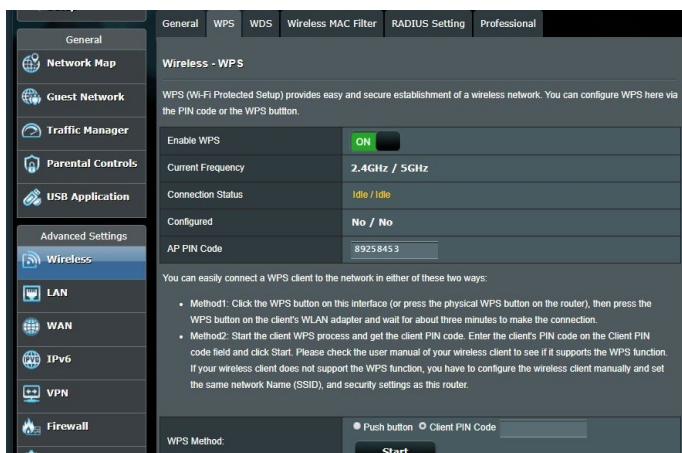 General WPS WDS Wireless MAC Filter RADIUS Setting Professional
General
Network Map
Guest Network
Traffic Manager
Parental Controls
USB Application
Advanced Settings
Wireless
LAN
WAN
IPv6
VPN
Firewall
Wireless - WPS
WPS (Wi-Fi Protected Setup) provides easy and secure establishment of a wireless network. You can configure WPS here via
the PIN code or the WPS buttton.
Enable WPS ON
Current Frequency 2.4GHz / 5GHz
Connection Status Idle / Idle
Configured No / No
AP PIN Code 89258453
You can easily connect a WPS client to the network in either of these two ways:
• Method1: Click the WPS button on this interface (or press the physical WPS button on the router), then press the
WPS button on the client's WLAN adapter and wait for about three minutes to make the connection.
• Method2: Start the client WPS process and get the client PIN code. Enter the client's PIN code on the Client PIN
code field and click Start. Please check the user manual of your wireless client to see if it supports the WPS function.
If your wireless client does not support the WPS function, you have to configure the wireless client manually and set
the same network Name (SSID), and security settings as this router.
WPS Method: Push button Client PIN Code
Start